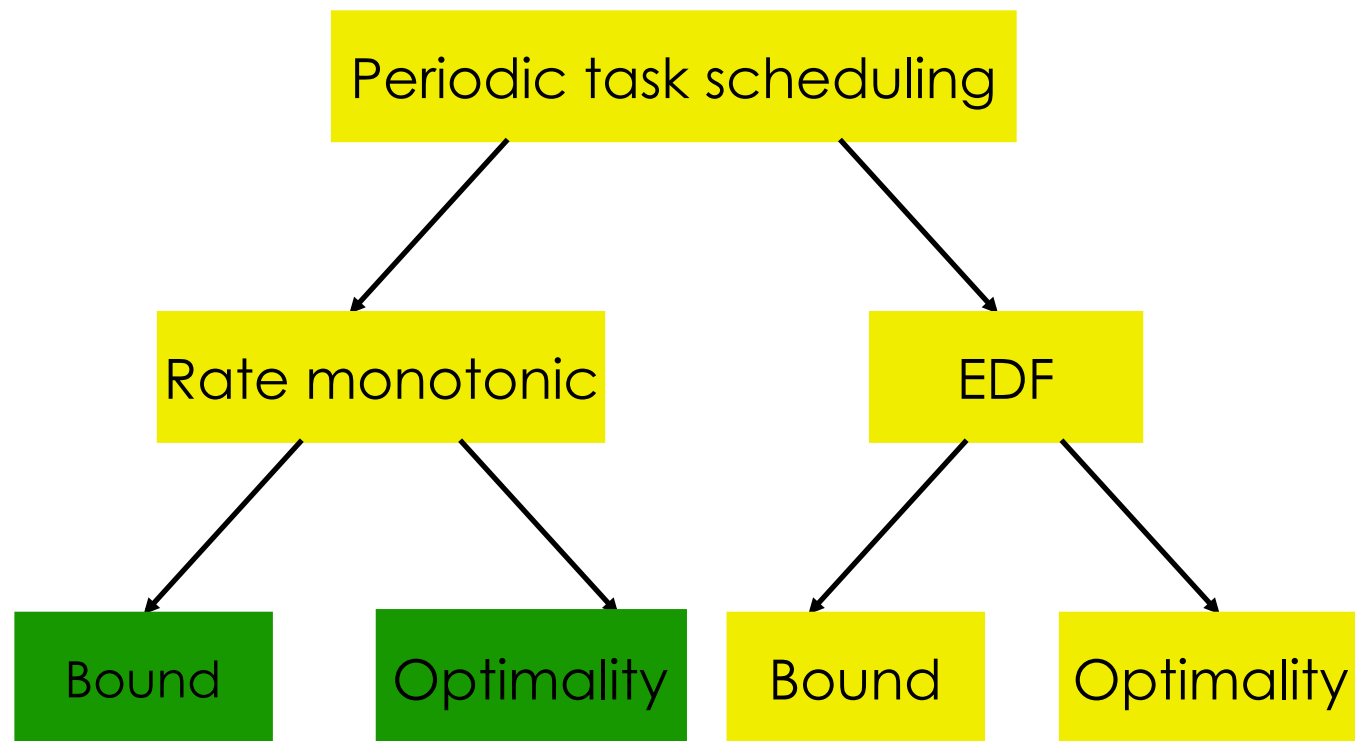 Periodic task scheduling
Rate monotonic
EDF
Bound
Optimality
Bound
Optimality